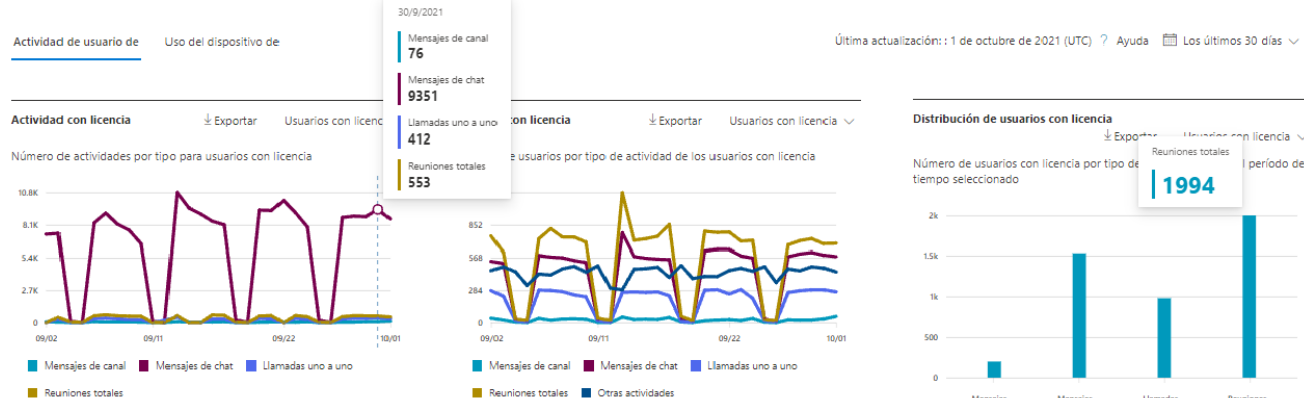 30/9/2021
Mensajes de canal
76
Mensajes de chat
9351
Llamadas uno a uno
412
Reuniones totales
553
Actividad de usuario de
Uso del dispositivo de
Última actualización: : 1 de octubre de 2021 (UTC) ? Ayuda Los últimos 30 días
Actividad con licencia
Exportar
Usuarios con
Número de actividades por tipo para usuarios con licencia
10.8K
8.1K
5.4K
2.7K
0
09/02 09/11 09/22 10/01
Mensajes de canal Mensajes de chat Llamadas uno a uno
Reuniones totales
con licencia
Exportar
Usuarios con licencia
usuarios por tipo de actividad de los usuarios con licencia
852
568
284
0
09/02 09/11 09/22 10/01
Mensajes de canal Mensajes de chat Llamadas uno a uno
Reuniones totales Otras actividades
Distribución de usuarios con licencia
con licencia
Número de usuarios con licencia por tipo de período de
tiempo seleccionado
Reuniones totales
1994
2k
1.5k
1k
500
0